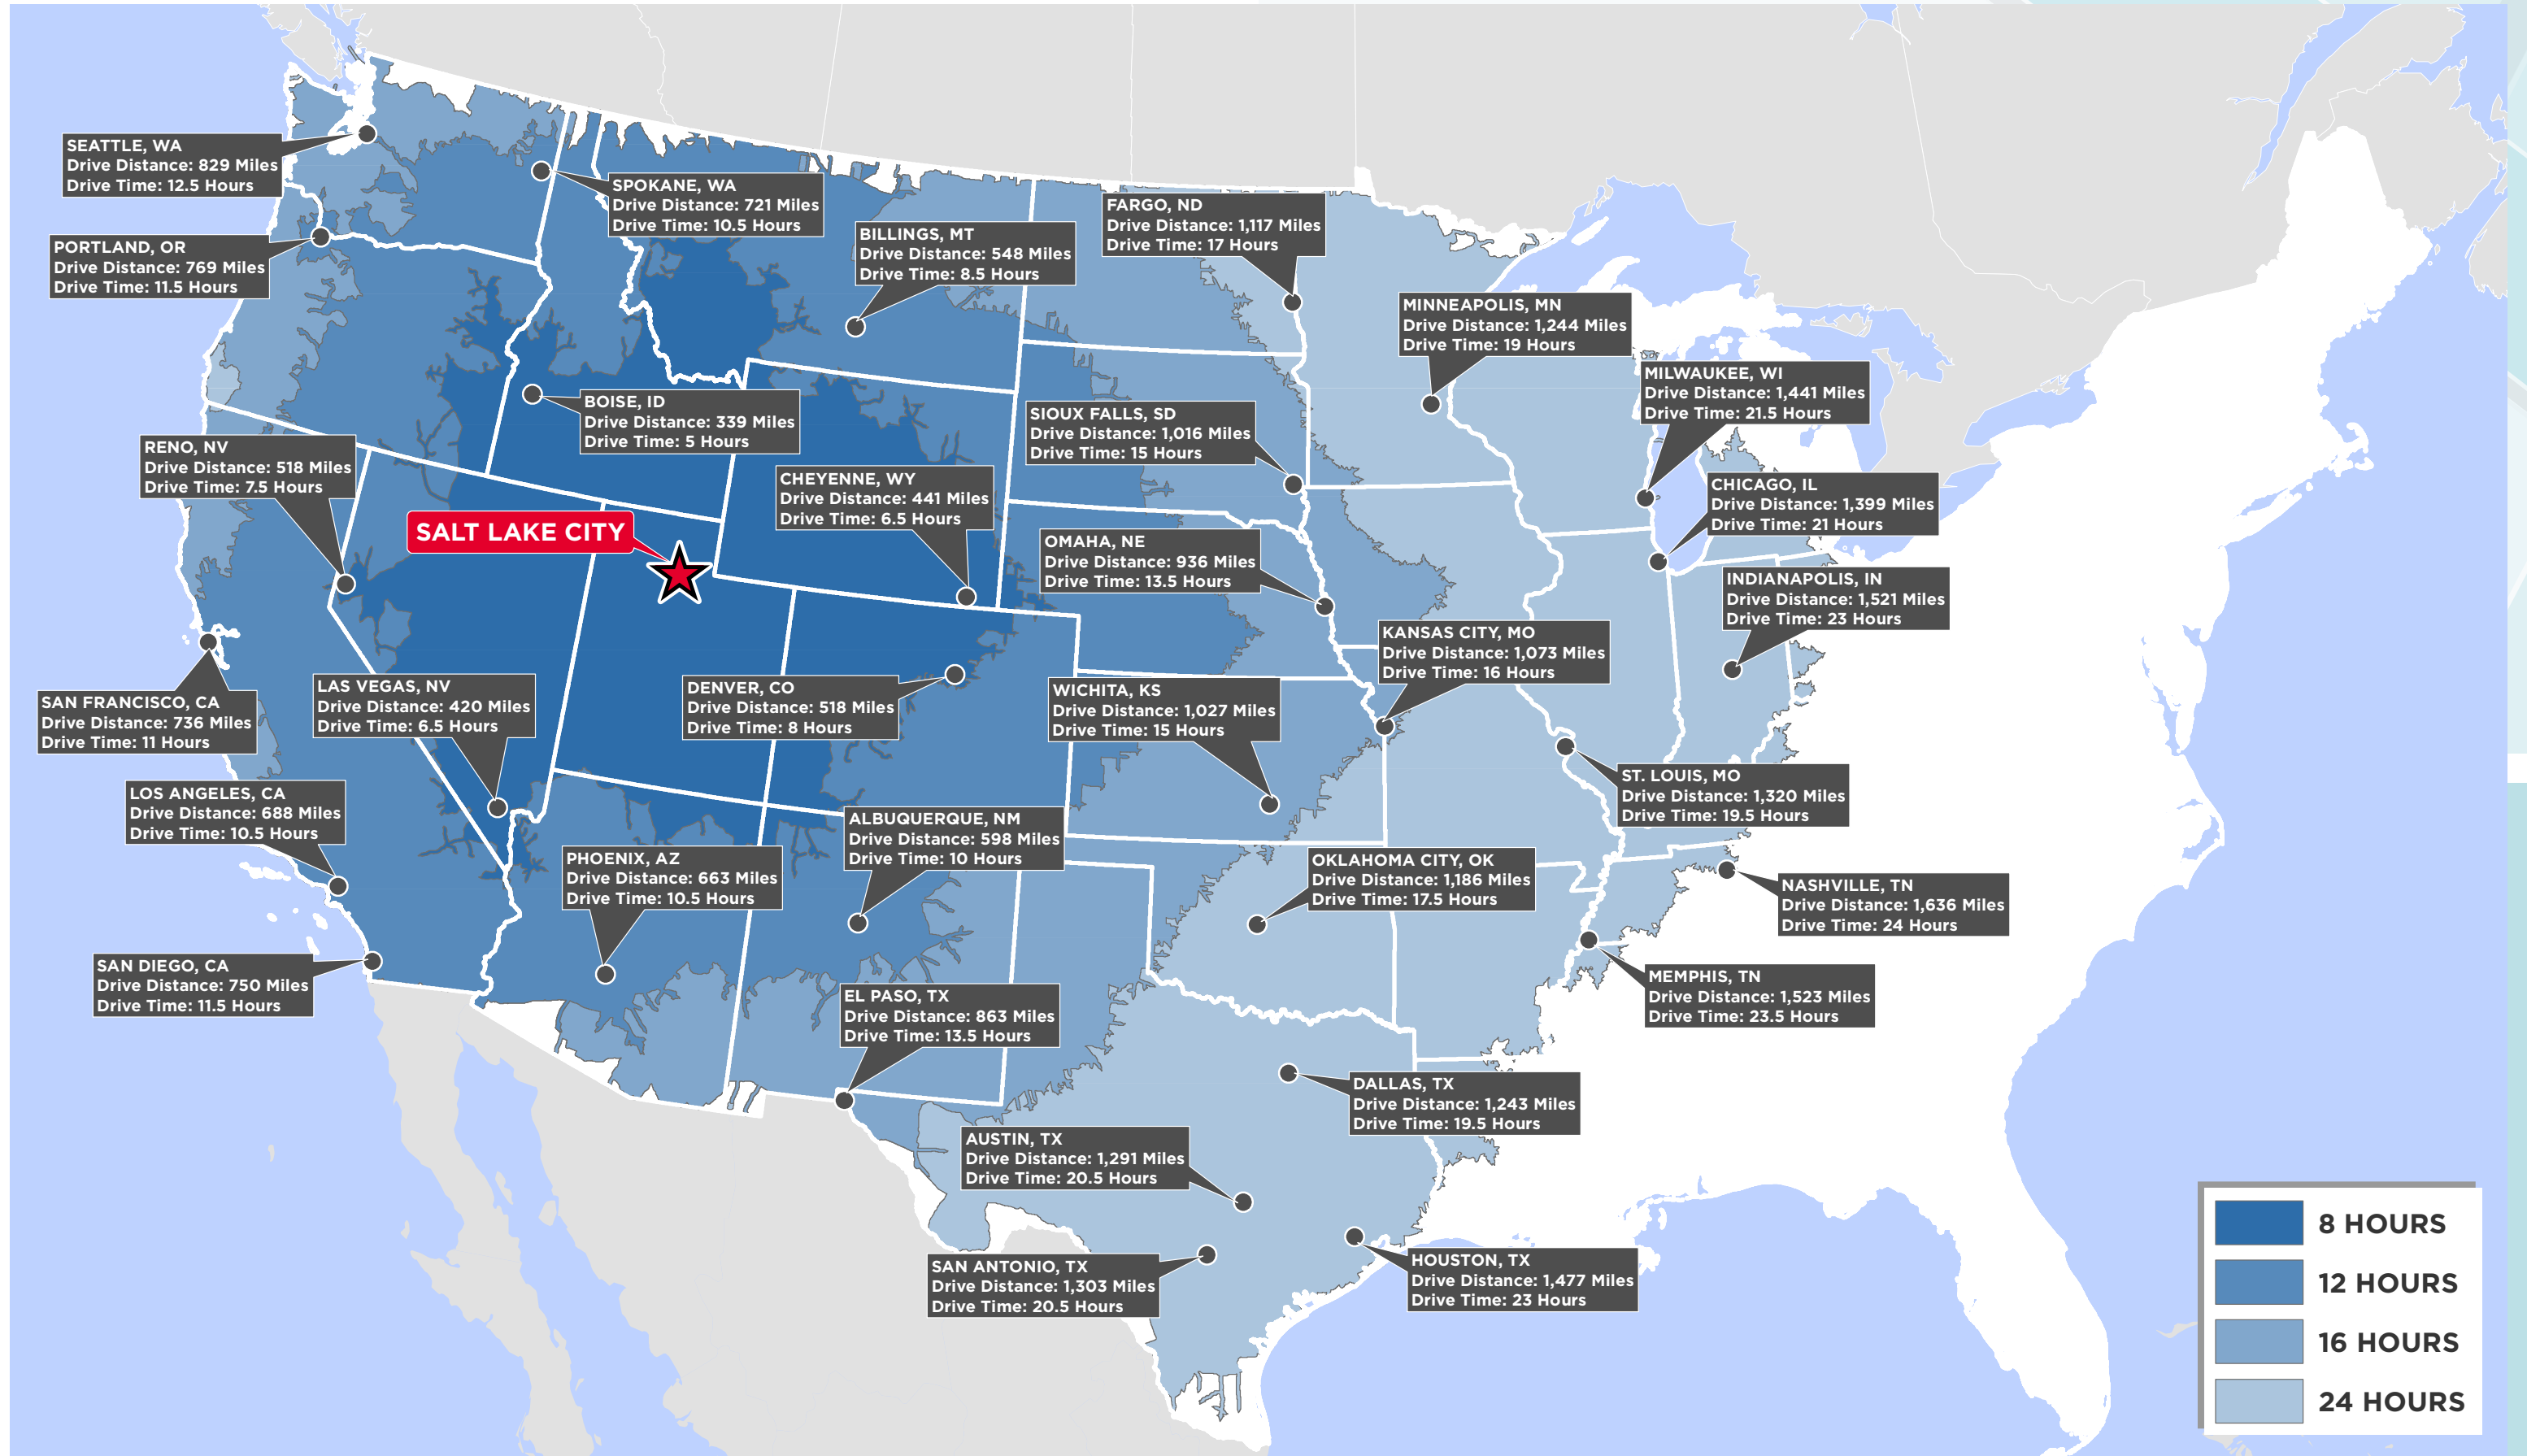 SEATTLE, WA
Drive Distance: 829 Miles
Drive Time: 12.5 Hours
SPOKANE, WA
Drive Distance: 721 Miles
Drive Time: 10.5 Hours
PORTLAND, OR
Drive Distance: 769 Miles
Drive Time: 11.5 Hours
BILLINGS, MT
Drive Distance: 548 Miles
Drive Time: 8.5 Hours
FARGO, ND
Drive Distance: 1,117 Miles
Drive Time: 17 Hours
MINNEAPOLIS, MN
Drive Distance: 1,244 Miles
Drive Time: 19 Hours
MILWAUKEE, WI
Drive Distance: 1,441 Miles
Drive Time: 21.5 Hours
BOISE, ID
Drive Distance: 339 Miles
Drive Time: 5 Hours
SIOUX FALLS, SD
Drive Distance: 1,016 Miles
Drive Time: 15 Hours
RENO, NV
Drive Distance: 518 Miles
Drive Time: 7.5 Hours
CHEYENNE, WY
Drive Distance: 441 Miles
Drive Time: 6.5 Hours
CHICAGO, IL
Drive Distance: 1,399 Miles
Drive Time: 21 Hours
SALT LAKE CITY
OMAHA, NE
Drive Distance: 936 Miles
Drive Time: 13.5 Hours
INDIANAPOLIS, IN
Drive Distance: 1,521 Miles
Drive Time: 23 Hours
KANSAS CITY, MO
Drive Distance: 1,073 Miles
Drive Time: 16 Hours
SAN FRANCISCO, CA
Drive Distance: 736 Miles
Drive Time: 11 Hours
LAS VEGAS, NV
Drive Distance: 420 Miles
Drive Time: 6.5 Hours
DENVER, CO
Drive Distance: 518 Miles
Drive Time: 8 Hours
WICHITA, KS
Drive Distance: 1,027 Miles
Drive Time: 15 Hours
ST. LOUIS, MO
Drive Distance: 1,320 Miles
Drive Time: 19.5 Hours
LOS ANGELES, CA
Drive Distance: 688 Miles
Drive Time: 10.5 Hours
ALBUQUERQUE, NM
Drive Distance: 598 Miles
Drive Time: 10 Hours
PHOENIX, AZ
Drive Distance: 663 Miles
Drive Time: 10.5 Hours
OKLAHOMA CITY, OK
Drive Distance: 1,186 Miles
Drive Time: 17.5 Hours
NASHVILLE, TN
Drive Distance: 1,636 Miles
Drive Time: 24 Hours
SAN DIEGO, CA
Drive Distance: 750 Miles
Drive Time: 11.5 Hours
MEMPHIS, TN
Drive Distance: 1,523 Miles
Drive Time: 23.5 Hours
EL PASO, TX
Drive Distance: 863 Miles
Drive Time: 13.5 Hours
DALLAS, TX
Drive Distance: 1,243 Miles
Drive Time: 19.5 Hours
AUSTIN, TX
Drive Distance: 1,291 Miles
Drive Time: 20.5 Hours
SAN ANTONIO, TX
Drive Distance: 1,303 Miles
Drive Time: 20.5 Hours
HOUSTON, TX
Drive Distance: 1,477 Miles
Drive Time: 23 Hours
8 HOURS
12 HOURS
16 HOURS
24 HOURS